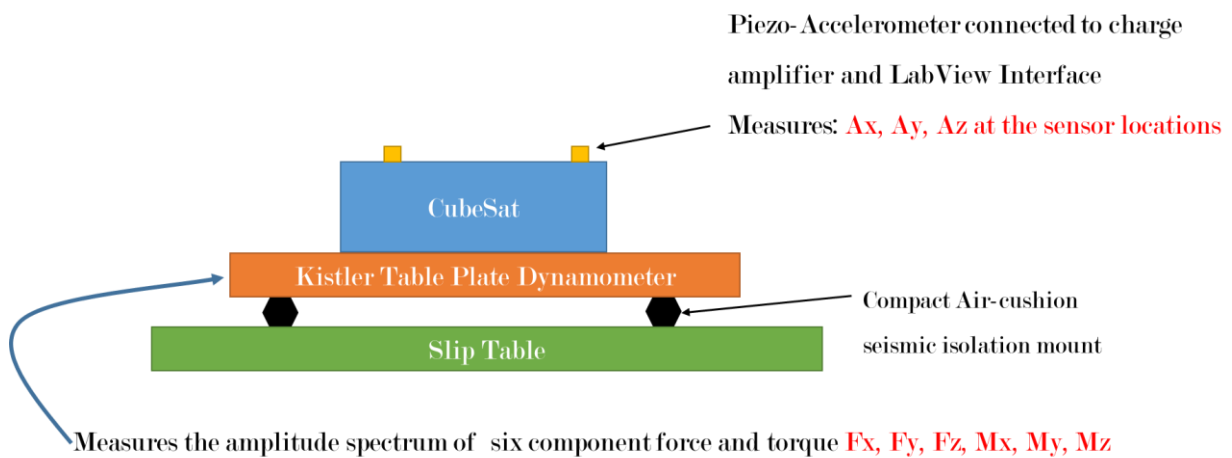 Piezo-Accelerometer connected to charge
amplifier and LabView Interface
Measures: Ax, Ay, Az at the sensor locations
CubeSat
Kistler Table Plate Dynamometer
Compact Air-cushion
seismic isolation mount
Slip Table
Measures the amplitude spectrum of six component force and torque Fx, Fy, Fz, Mx, My, Mz